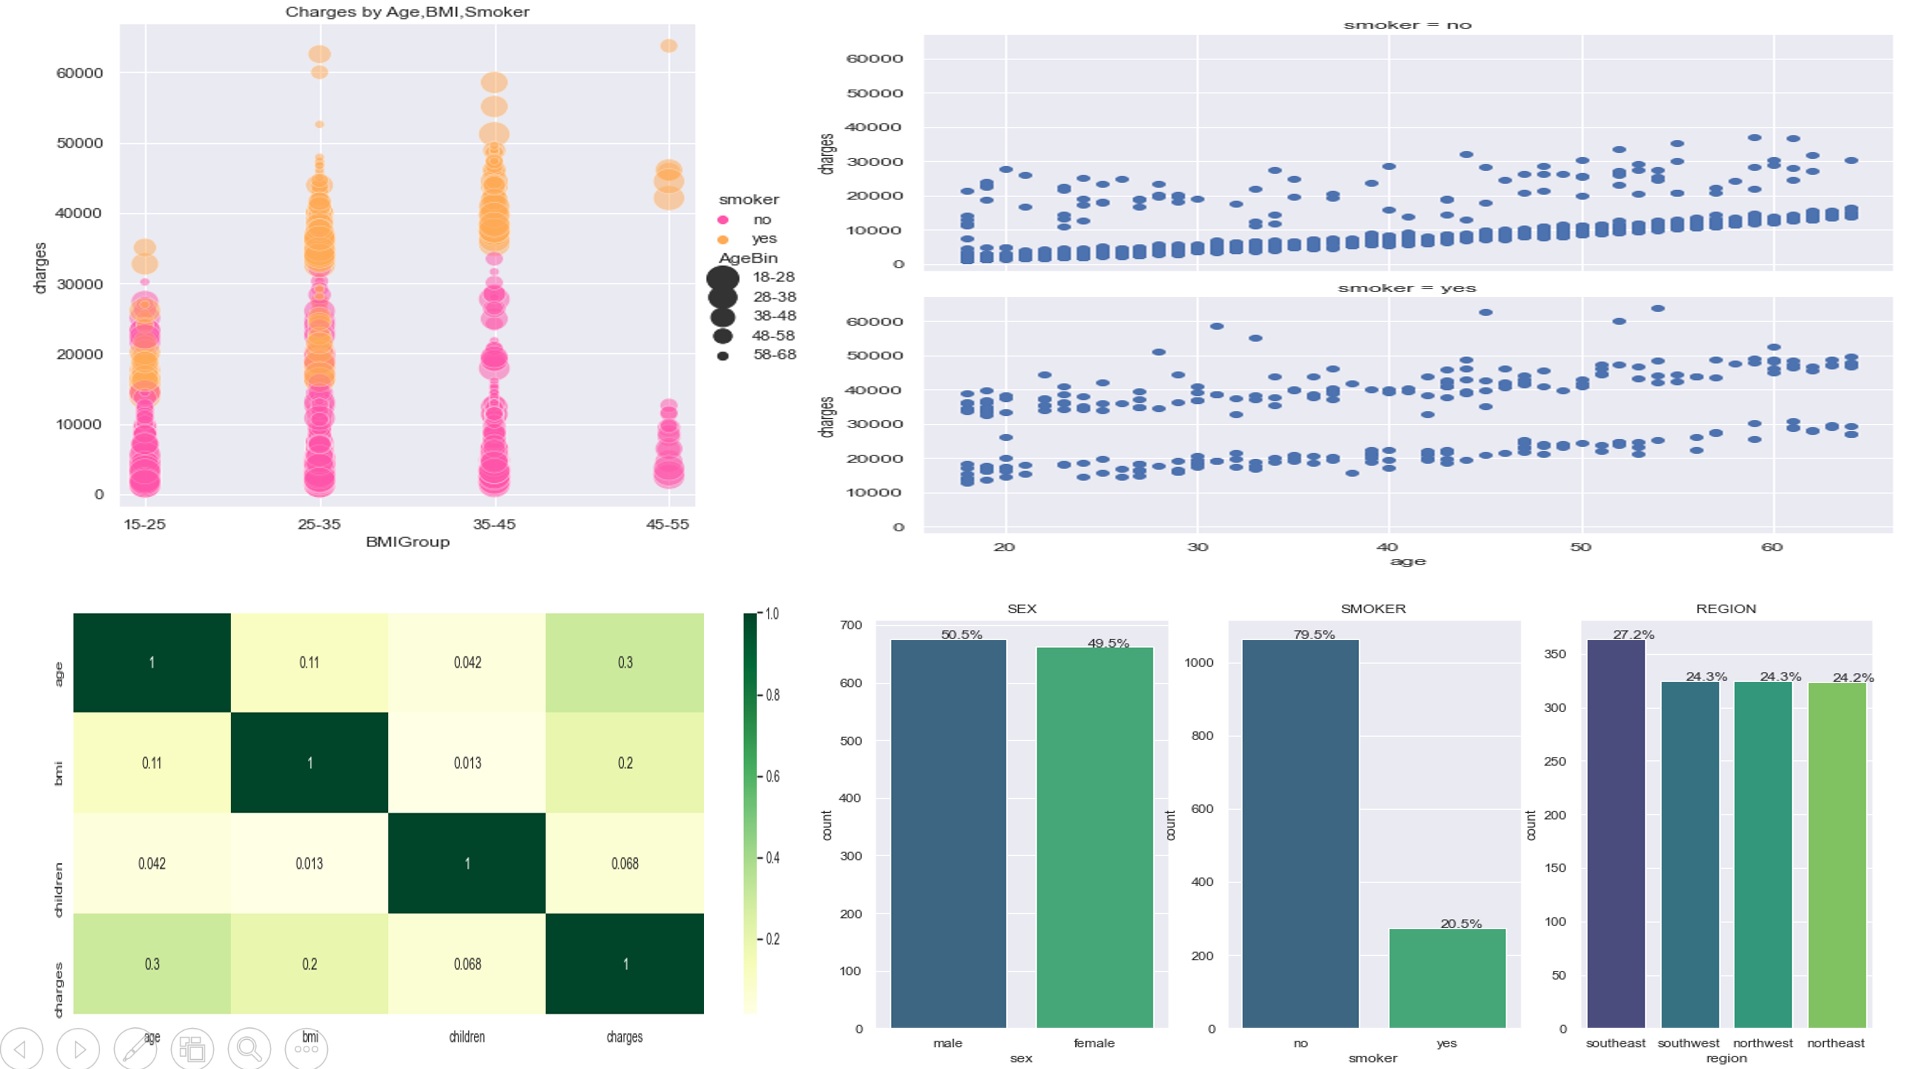 Charges by Age,BMI,Smoker
charges
60000
50000
40000
30000
20000
10000
0
15-25 25-35 35-45 45-55
BMIGroup
smoker
no
yes
AgeBin
18-28
28-38
38-48
48-58
58-68
smoker = no
charges
60000
50000
40000
30000
20000
10000
0
smoker = yes
charges
60000
50000
40000
30000
20000
10000
0
20 30 40 50 60
age
age 1 0.11 0.042 0.3
bmi 0.11 1 0.013 0.2
children 0.042 0.013 1 0.068
charges 0.3 0.2 0.068 1
age bmi children charges
1.0
0.8
0.6
0.4
0.2
SEX
count
700
600
500
400
300
200
100
0
50.5% 49.5%
male female
sex
SMOKER
count
1000
800
600
400
200
0
79.5% 20.5%
no yes
smoker
REGION
count
350
300
250
200
150
100
50
0
27.2% 24.3% 24.3% 24.2%
southeast southwest northwest northeast
region